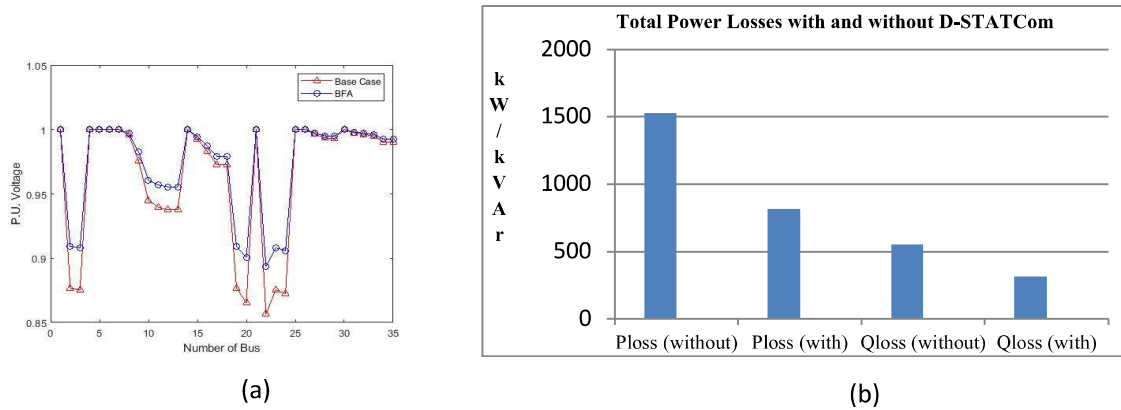 1.05
1
0.95
0.9
0.85
P.U. Voltage
0
5
10
15
20
25
30
35
Number of Bus
Base Case
BFA
(a)
Total Power Losses with and without D-STATCom
k
W
/
k
V
A
r
2000
1500
1000
500
0
Ploss (without)
Ploss (with)
Qloss (without)
Qloss (with)
(b)